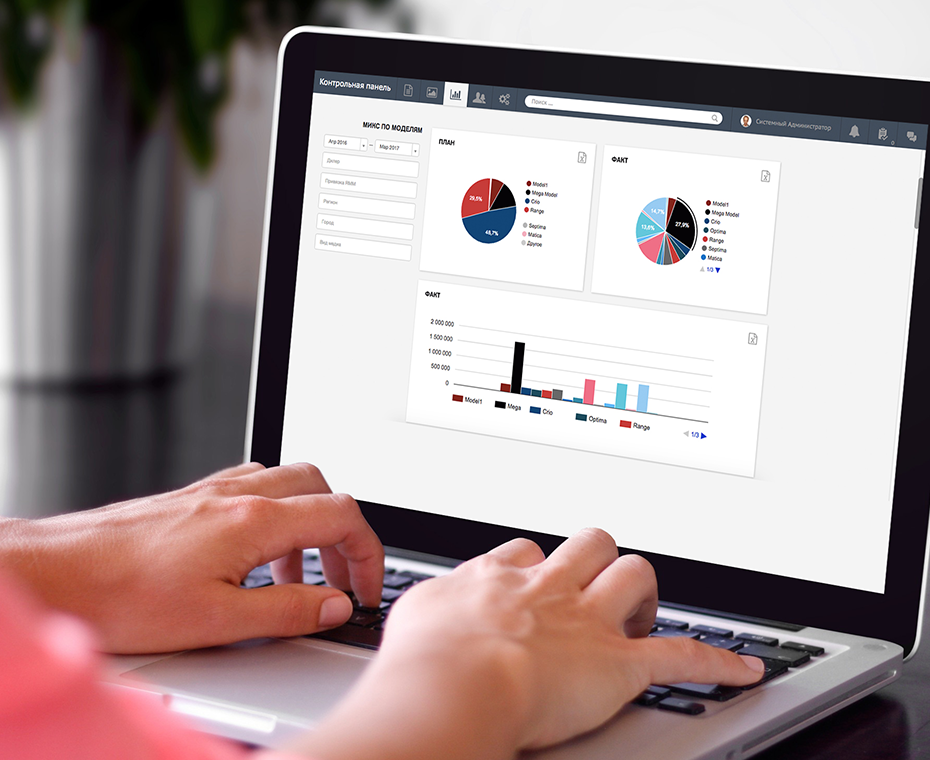 Контрольная панель
Поиск ...
Системный Администратор
0
МИКС ПО МОДЕЛЯМ
Апр 2016 – Мар 2017
Дилер
Привязка RMM
Регион
Город
Вид медиа
ПЛАН
29,5%
48,7%
Model1
Mega Model
Crio
Range
Septima
Matica
Другое
ФАКТ
14,7%
13,6%
27,9%
Model1
Mega Model
Crio
Optima
Range
Septima
Matica
1/3
ФАКТ
2 000 000
1 500 000
1 000 000
500 000
0
Model1
Mega
Crio
Optima
Range
1/3